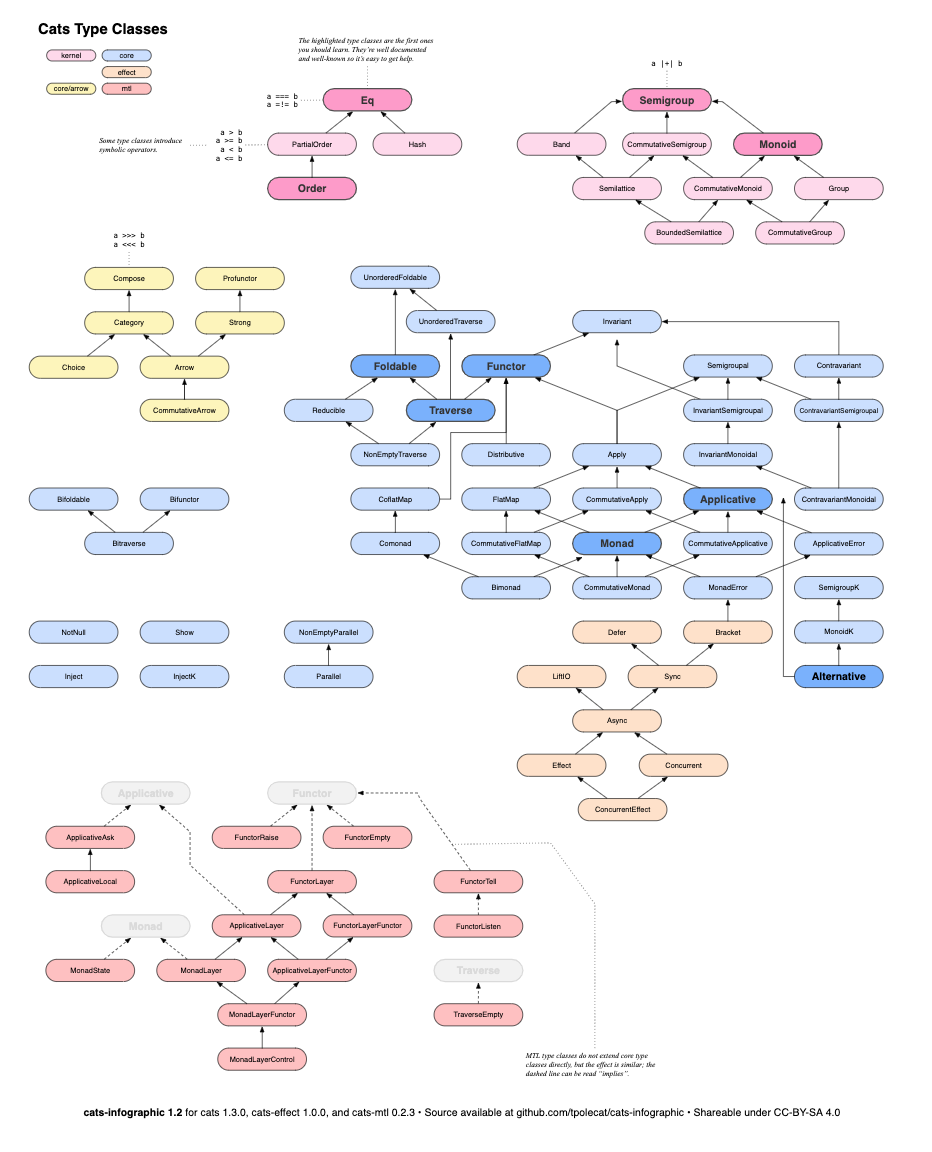 Cats Type Classes
kernel
core
effect
core/arrow
mtl
The highlighted type classes are the first ones
you should learn. They're well documented
and well-known so it's easy to get help.
a === b
a =!= b
Eq
Some type classes introduce
symbolic operators.
a > b
a >= b
a < b
a <= b
PartialOrder
Hash
Order
a |+| b
Semigroup
Band
CommutativeSemigroup
Monoid
Semilattice
CommutativeMonoid
Group
BoundedSemilattice
CommutativeGroup
a >>> b
a <<< b
Compose
Profunctor
Category
Strong
Choice
Arrow
CommutativeArrow
UnorderedFoldable
UnorderedTraverse
Invariant
Foldable
Functor
Semigroupal
Contravariant
Reducible
Traverse
InvariantSemigroupal
ContravariantSemigroupal
NonEmptyTraverse
Distributive
Apply
InvariantMonoidal
Bifoldable
Bifunctor
CoflatMap
FlatMap
CommutativeApply
Applicative
ContravariantMonoidal
Bitraverse
Comonad
CommutativeFlatMap
Monad
CommutativeApplicative
ApplicativeError
Bimonad
CommutativeMonad
MonadError
SemigroupK
NotNull
Show
NonEmptyParallel
Defer
Bracket
MonoidK
Inject
InjectK
Parallel
LiftIO
Sync
Alternative
Async
Effect
Concurrent
ConcurrentEffect
Applicative
Functor
ApplicativeAsk
FunctorRaise
FunctorEmpty
ApplicativeLocal
FunctorLayer
FunctorTell
Monad
ApplicativeLayer
FunctorLayerFunctor
FunctorListen
MonadState
MonadLayer
ApplicativeLayerFunctor
Traverse
MonadLayerFunctor
TraverseEmpty
MonadLayerControl
MTL type classes do not extend core type
classes directly, but the effect is similar; the
dashed line can be read "implies".
cats-infographic 1.2 for cats 1.3.0, cats-effect 1.0.0, and cats-mtl 0.2.3 • Source available at github.com/tpolecat/cats-infographic • Shareable under CC-BY-SA 4.0